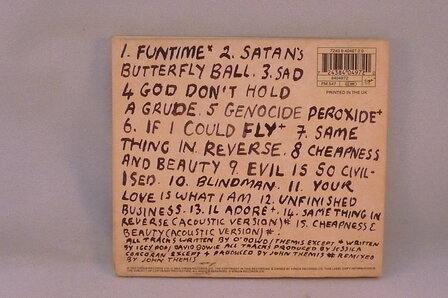 1. FUNTIME* 2. SATAN'S
BUTTERFLY BALL. 3. SAD
4 GOD DON'T HOLD
A GRUDE. 5 GENOCIDE PEROXIDE+
6. IF I COULD FLY+ 7. SAME
THING IN REVERSE. 8 CHEAPNESS
AND BEAUTY 9. EVIL IS SO CIVIL-
ISED. 10. BLINDMAN. 11. YOUR
LOVE IS WHAT I AM 12. UNFINISHED
BUSINESS. 13. IL ADORE+. 14. SAME THING IN
REVERSE (ACOUSTIC VERSION)* 15. CHEAPNESS &
BEAUTY (ACOUSTIC VERSION).*
ALL TRACKS WRITTEN BY O'DOWD/THEMIS EXCEPT * WRITTEN
BY IGGY POP/DAVID BOWIE ALL TRACKS PRODUCED BY JESSICA
CORCORAN EXCEPT + PRODUCED BY JOHN THEMIS * REMIXED
BY JOHN THEMIS
PRINTED IN THE UK